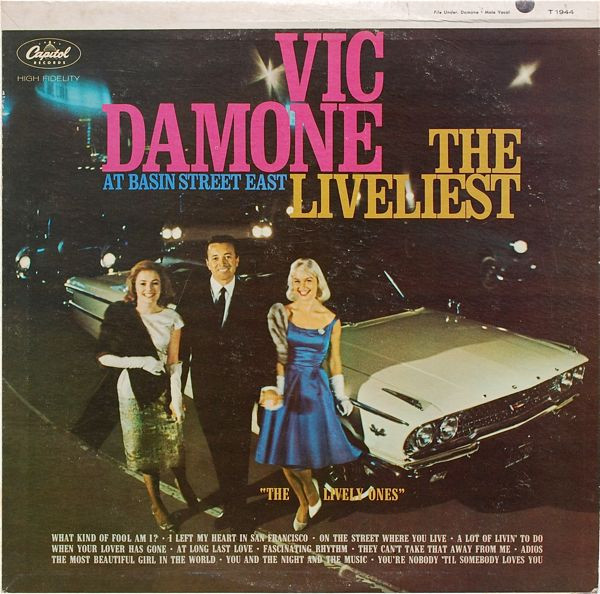 File Under: Damone • Male Vocal T 1944
Capitol
RECORDS
HIGH FIDELITY
VIC
DAMONE
THE
AT BASIN STREET EAST
LIVELIEST
"THE LIVELY ONES"
WHAT KIND OF FOOL AM I? • I LEFT MY HEART IN SAN FRANCISCO • ON THE STREET WHERE YOU LIVE • A LOT OF LIVIN' TO DO
WHEN YOUR LOVER HAS GONE • AT LONG LAST LOVE • FASCINATING RHYTHM • THEY CAN'T TAKE THAT AWAY FROM ME • ADIOS
THE MOST BEAUTIFUL GIRL IN THE WORLD • YOU AND THE NIGHT AND THE MUSIC • YOU'RE NOBODY 'TIL SOMEBODY LOVES YOU